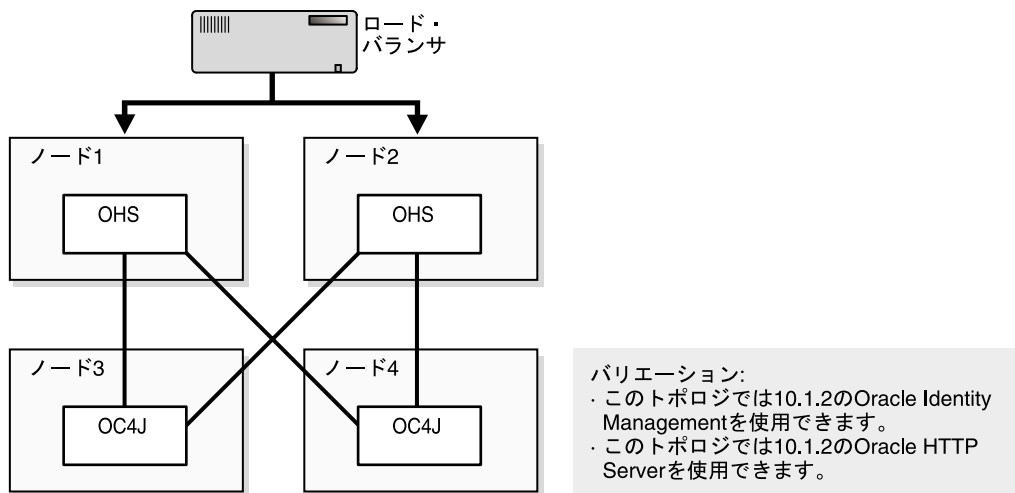 ロード・
バランサ
ノード1
ノード2
OHS
OHS
ノード3
ノード4
OC4J
OC4J
バリエーション:
· このトポロジでは10.1.2のOracle Identity
Managementを使用できます。
· このトポロジでは10.1.2のOracle HTTP
Serverを使用できます。